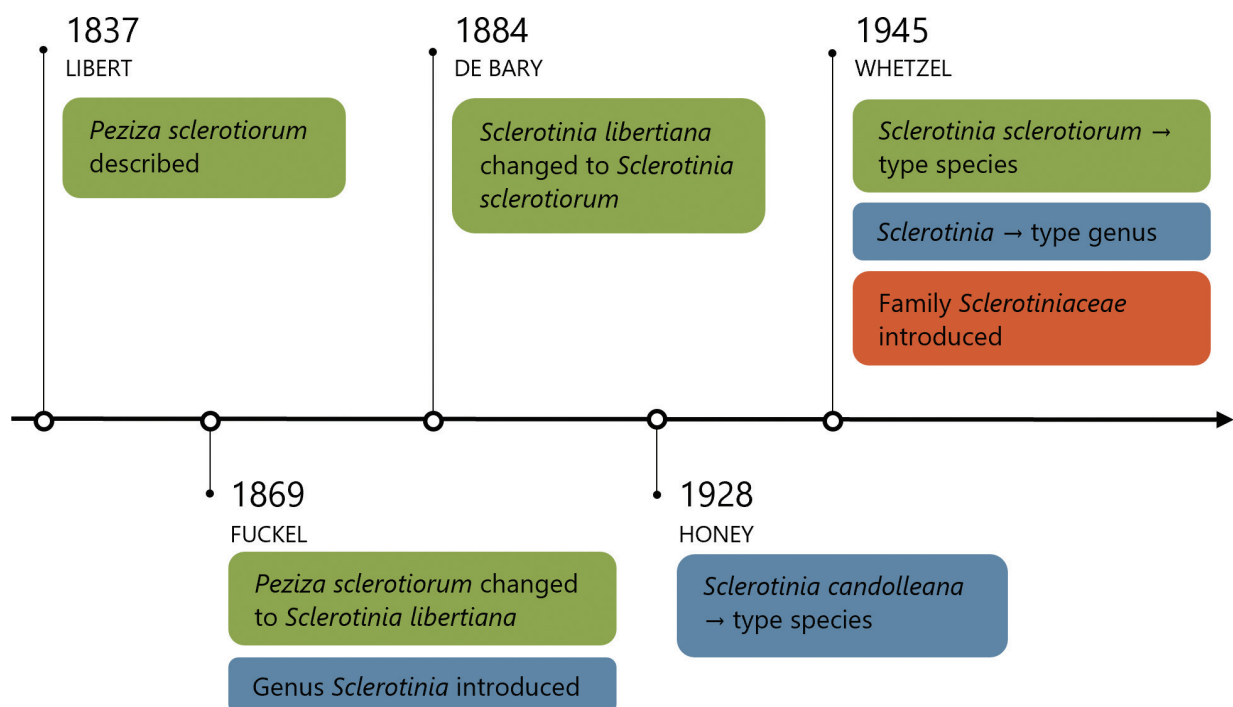 1837
LIBERT
Peziza sclerotiorum
described
1884
DE BARY
Sclerotinia libertiana
changed to Sclerotinia
sclerotiorum
1945
WHETZEL
Sclerotinia sclerotiorum →
type species
Sclerotinia → type genus
Family Sclerotiniaceae
introduced
1869
FUCKEL
Peziza sclerotiorum changed
to Sclerotinia libertiana
Genus Sclerotinia introduced
1928
HONEY
Sclerotinia candolleana
→ type species